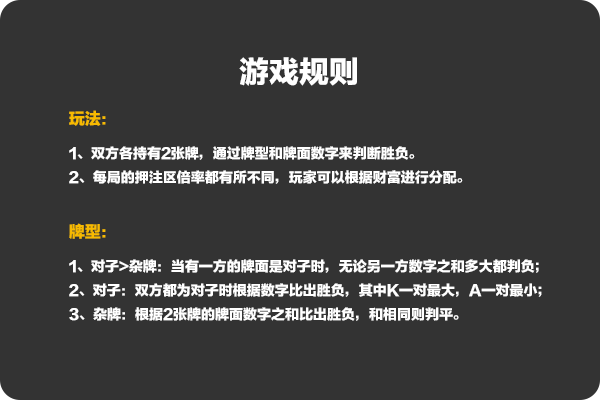 游戏规则
玩法：
1、双方各持有2张牌，通过牌型和牌面数字来判断胜负。
2、每局的押注区倍率都有所不同，玩家可以根据财富进行分配。
牌型：
1、对子>杂牌：当有一方的牌面是对子时，无论另一方数字之和多大都判负；
2、对子：双方都为对子时根据数字比出胜负，其中K一对最大，A一对最小；
3、杂牌：根据2张牌的牌面数字之和比出胜负，和相同则判平。